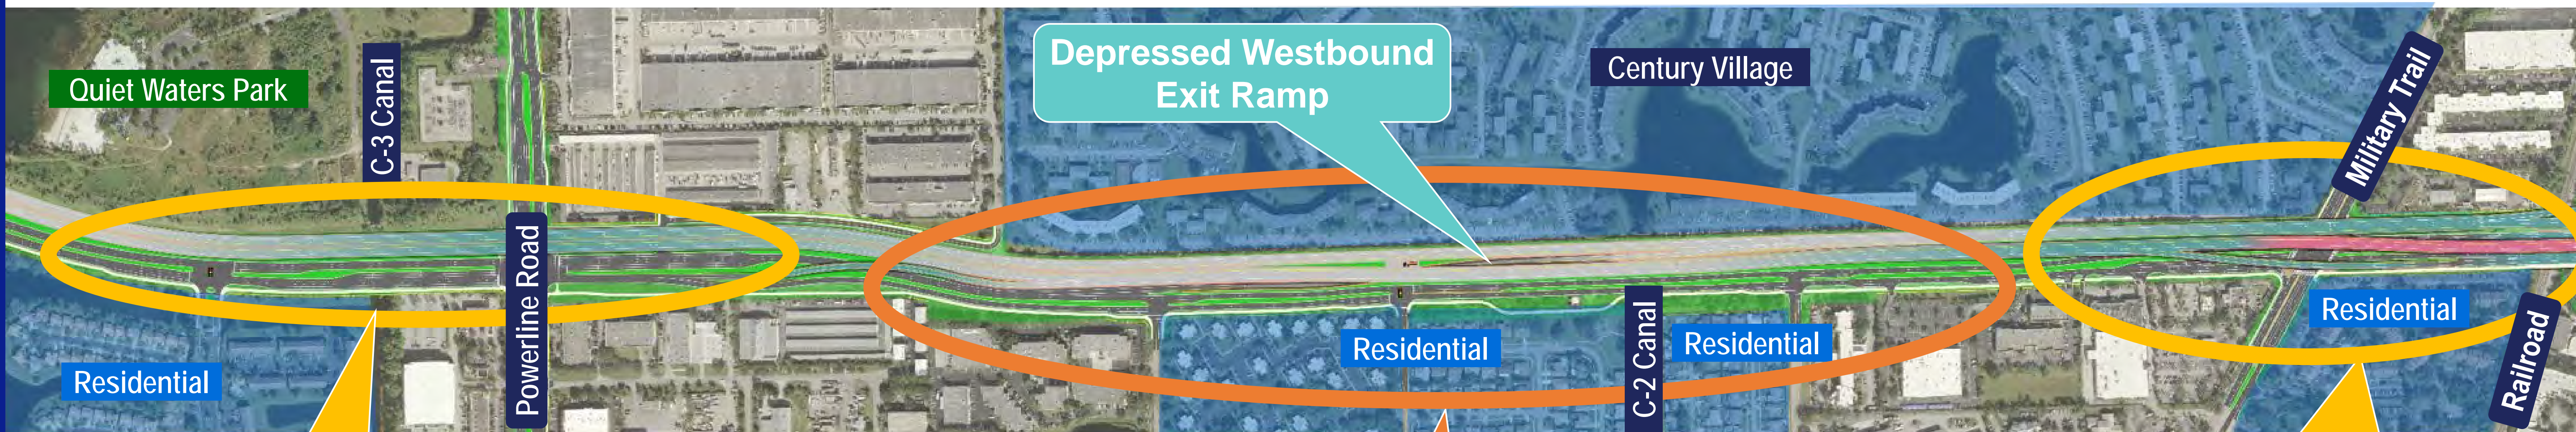 Quiet Waters Park
C-3 Canal
Depressed Westbound
Exit Ramp
Century Village
Military Trail
Powerline Road
Residential
Residential
C-2 Canal
Residential
Residential
Railroad